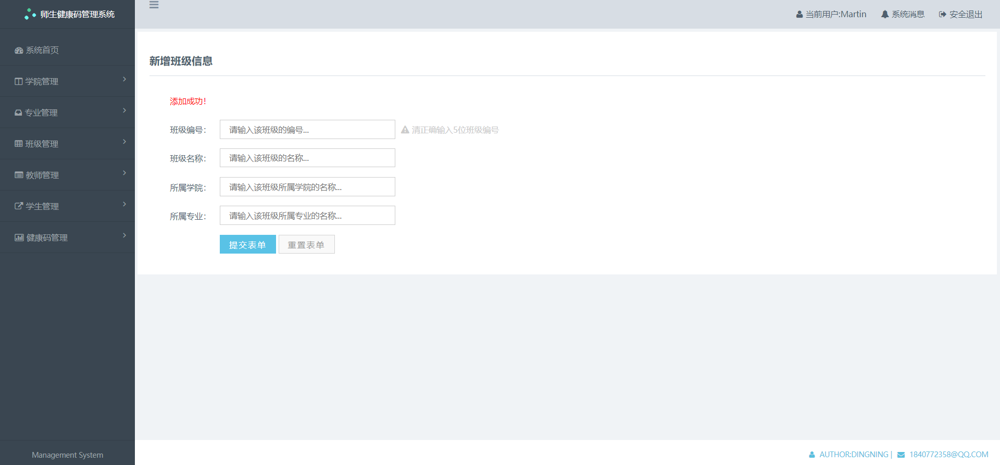 师生健康码管理系统
当前用户:Martin 系统消息 安全退出
系统首页
学院管理
专业管理
班级管理
教师管理
学生管理
健康码管理
Management System
新增班级信息
添加成功!
班级编号: 请输入该班级的编号... 清正确输入5位班级编号
班级名称: 请输入该班级的名称...
所属学院: 请输入该班级所属学院的名称...
所属专业: 请输入该班级所属专业的名称...
提交表单 重置表单
AUTHOR:DINGNING | 1840772358@QQ.COM